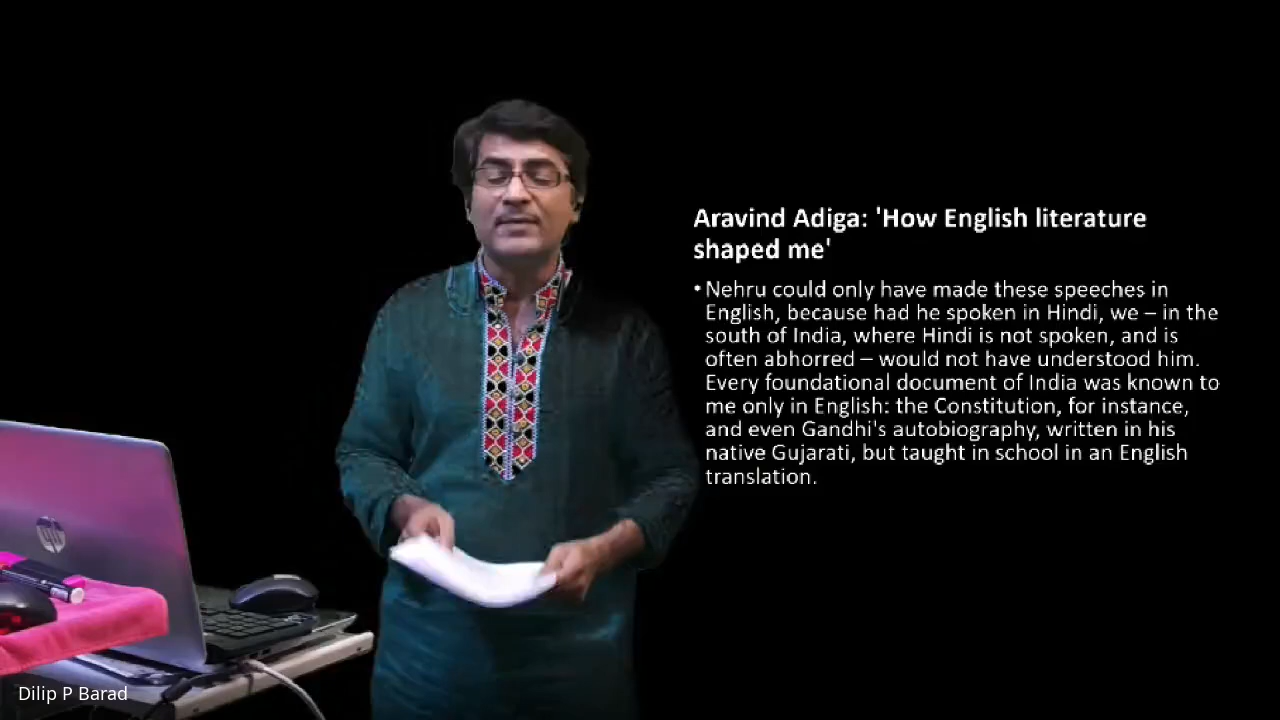 Aravind Adiga: 'How English literature
shaped me'
• Nehru could only have made these speeches in
English, because had he spoken in Hindi, we – in the
south of India, where Hindi is not spoken, and is
often abhorred – would not have understood him.
Every foundational document of India was known to
me only in English: the Constitution, for instance,
and even Gandhi's autobiography, written in his
native Gujarati, but taught in school in an English
translation.
hp
Dilip P Barad